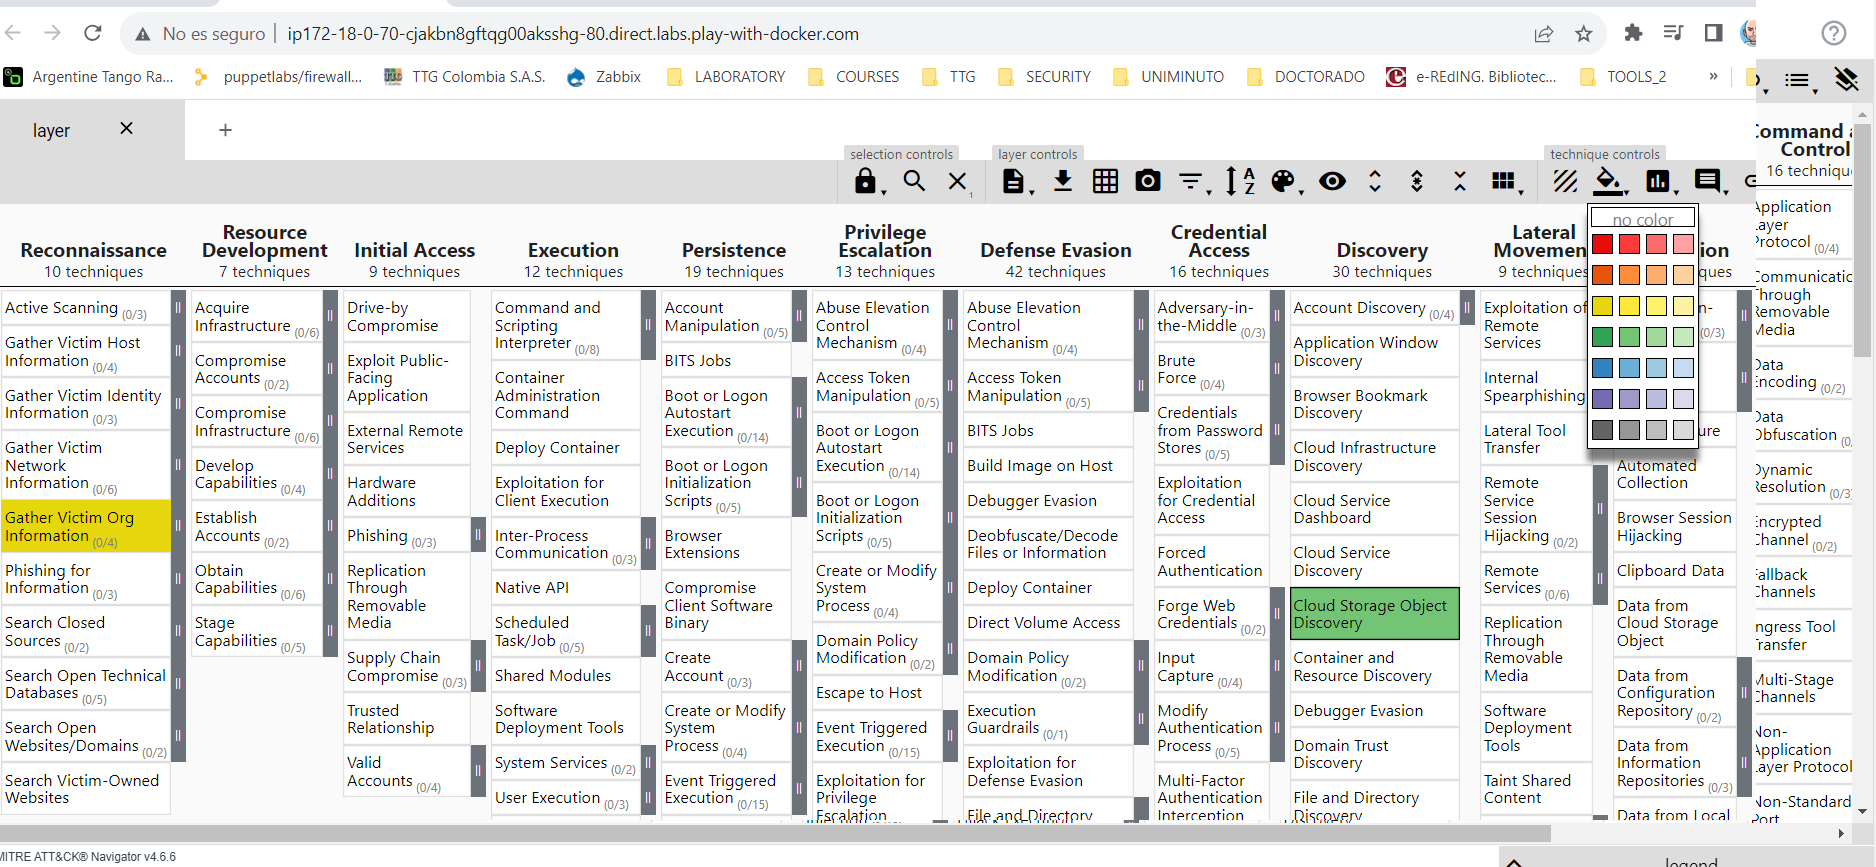 No es seguro | ip172-18-0-70-cjakbn8gftqg00aksshg-80.direct.labs.play-with-docker.com
Argentine Tango Ra... puppetlabs/firewall... TTG Colombia S.A.S. Zabbix LABORATORY COURSES TTG SECURITY UNIMINUTO DOCTORADO e-REdING. Bibliotec... TOOLS_2 »
layer × +
selection controls layer controls technique controls
no color
Reconnaissance
10 techniques
Active Scanning (0/3)
Gather Victim Host
Information (0/4)
Gather Victim Identity
Information (0/3)
Gather Victim
Network
Information (0/6)
Gather Victim Org
Information (0/4)
Phishing for
Information (0/3)
Search Closed
Sources (0/2)
Search Open Technical
Databases (0/5)
Search Open
Websites/Domains (0/2)
Search Victim-Owned
Websites
Resource
Development
7 techniques
Acquire
Infrastructure (0/6)
Compromise
Accounts (0/2)
Compromise
Infrastructure (0/6)
Develop
Capabilities (0/4)
Establish
Accounts (0/2)
Obtain
Capabilities (0/6)
Stage
Capabilities (0/5)
Initial Access
9 techniques
Drive-by
Compromise
Exploit Public-
Facing
Application
External Remote
Services
Hardware
Additions
Phishing (0/3)
Replication
Through
Removable
Media
Supply Chain
Compromise (0/3)
Trusted
Relationship
Valid
Accounts (0/4)
Execution
12 techniques
Command and
Scripting
Interpreter (0/8)
Container
Administration
Command
Deploy Container
Exploitation for
Client Execution
Inter-Process
Communication (0/3)
Native API
Scheduled
Task/Job (0/5)
Shared Modules
Software
Deployment Tools
System Services (0/2)
User Execution (0/3)
Persistence
19 techniques
Account
Manipulation (0/5)
BITS Jobs
Boot or Logon
Autostart
Execution (0/14)
Boot or Logon
Initialization
Scripts (0/5)
Browser
Extensions
Compromise
Client Software
Binary
Create
Account (0/3)
Create or Modify
System
Process (0/4)
Event Triggered
Execution (0/15)
Privilege
Escalation
13 techniques
Abuse Elevation
Control
Mechanism (0/4)
Access Token
Manipulation (0/5)
Boot or Logon
Autostart
Execution (0/14)
Boot or Logon
Initialization
Scripts (0/5)
Create or Modify
System
Process (0/4)
Domain Policy
Modification (0/2)
Escape to Host
Event Triggered
Execution (0/15)
Exploitation for
Privilege
Escalation
Defense Evasion
42 techniques
Abuse Elevation
Control
Mechanism (0/4)
Access Token
Manipulation (0/5)
BITS Jobs
Build Image on Host
Debugger Evasion
Deobfuscate/Decode
Files or Information
Deploy Container
Direct Volume Access
Domain Policy
Modification (0/2)
Execution
Guardrails (0/1)
Exploitation for
Defense Evasion
File and Directory
Credential
Access
16 techniques
Adversary-in-
the-Middle (0/3)
Brute
Force (0/4)
Credentials
from Password
Stores (0/5)
Exploitation
for Credential
Access
Forced
Authentication
Forge Web
Credentials (0/2)
Input
Capture (0/4)
Modify
Authentication
Process (0/5)
Multi-Factor
Authentication
Interception
Discovery
30 techniques
Account Discovery (0/4)
Application Window
Discovery
Browser Bookmark
Discovery
Cloud Infrastructure
Discovery
Cloud Service
Dashboard
Cloud Service
Discovery
Cloud Storage Object
Discovery
Container and
Resource Discovery
Debugger Evasion
Domain Trust
Discovery
File and Directory
Discovery
Lateral
Movemen
9 techniques
Exploitation of
Remote
Services
Internal
Spearphishing
Lateral Tool
Transfer
Remote
Service
Session
Hijacking (0/2)
Remote
Services (0/6)
Replication
Through
Removable
Media
Software
Deployment
Tools
Taint Shared
Content
ion
ques
n-
(0/3)
ure
Automated
Collection
Browser Session
Hijacking
Clipboard Data
Data from
Cloud Storage
Object
Data from
Configuration
Repository (0/2)
Data from
Information
Repositories (0/3)
Data from Local
Command a
Control
16 techniqu
Application
Layer
Protocol (0/4)
Communicatic
Through
Removable
Media
Data
Encoding (0/2)
Data
Obfuscation (0
Dynamic
Resolution (0/3
Encrypted
Channel (0/2)
Fallback
Channels
Ingress Tool
Transfer
Multi-Stage
Channels
Non-
Application
Layer Protocol
Non-Standard
Port
MITRE ATT&CK® Navigator v4.6.6
legend